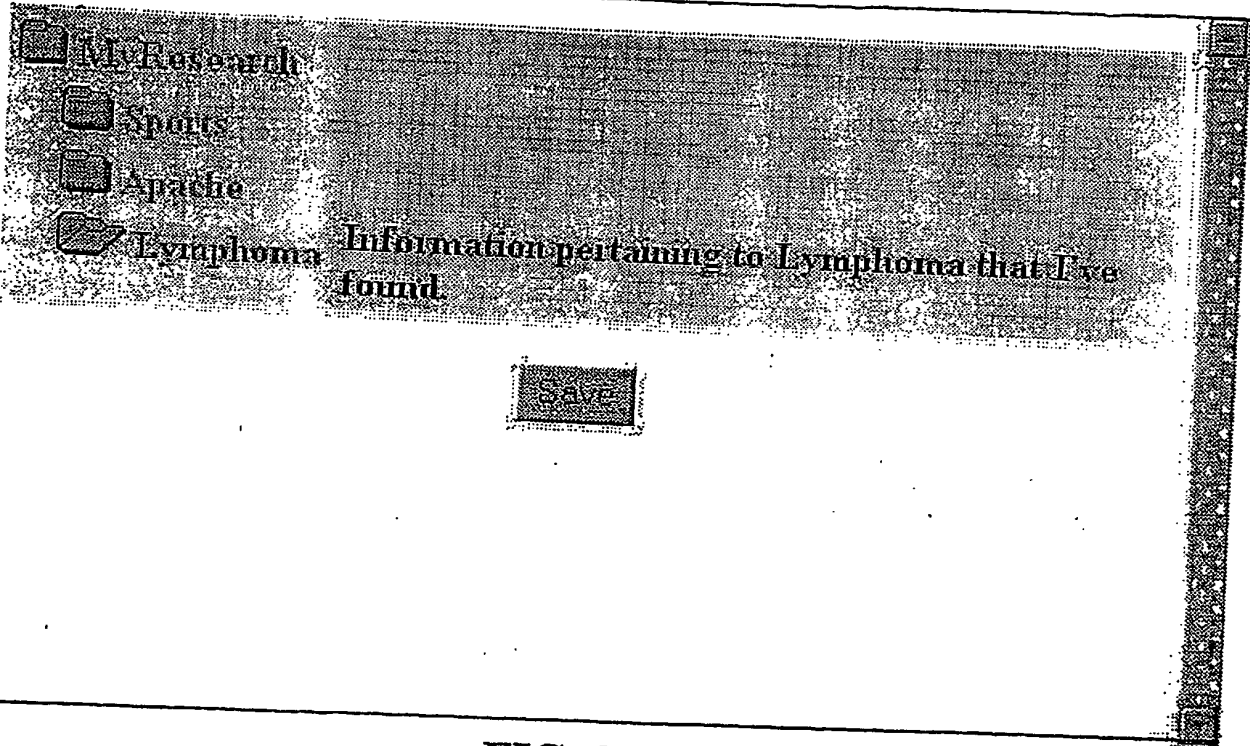 MyResearch
Sports
Apache
Lymphoma Information pertaining to Lymphoma that I've
found.
Save